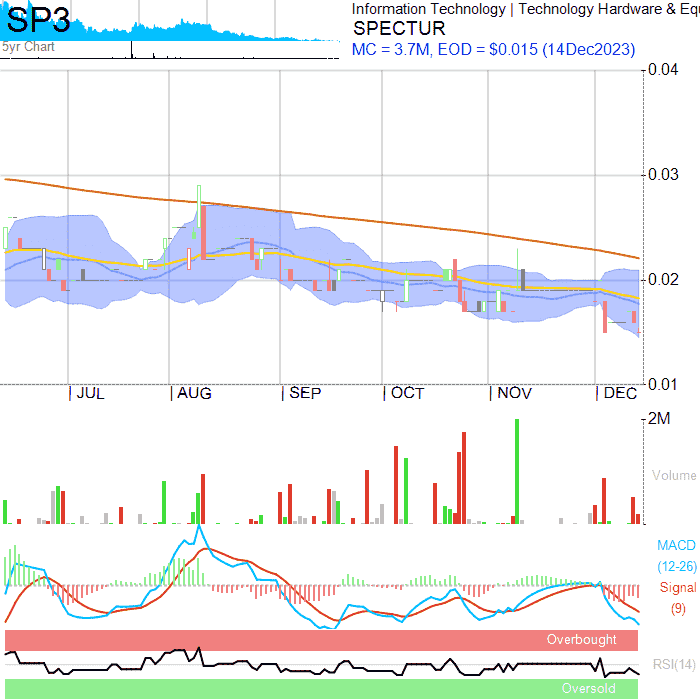 SP3
5yr Chart
Information Technology | Technology Hardware & Equ
SPECTUR
MC = 3.7M, EOD = $0.015 (14Dec2023)
0.04
0.03
0.02
0.01
JUL
AUG
SEP
OCT
NOV
DEC
2M
Volume
MACD
(12-26)
Signal
(9)
Overbought
RSI(14)
Oversold